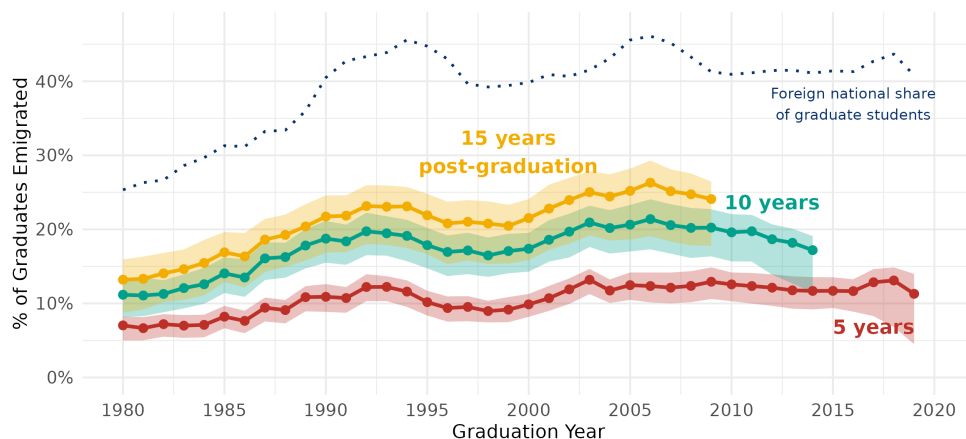 % of Graduates Emigrated
40%
30%
20%
10%
0%
Foreign national share
of graduate students
15 years
post-graduation
10 years
5 years
1980 1985 1990 1995 2000 2005 2010 2015 2020
Graduation Year